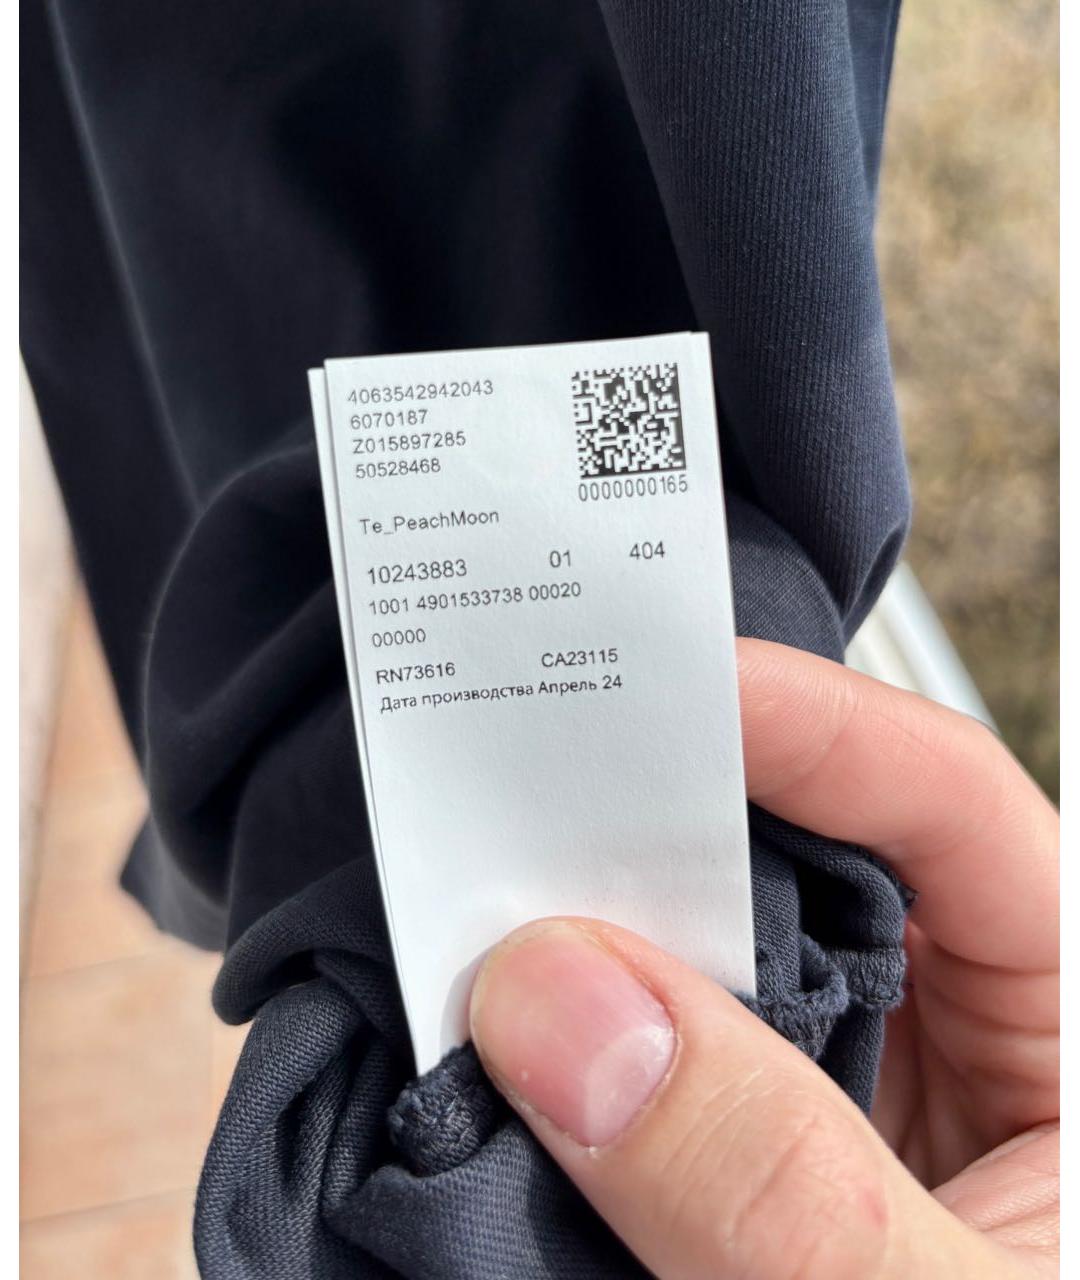 4063542942043
6070187
Z015897285
50528468
0000000165
Te_PeachMoon
10243883 01 404
1001 4901533738 00020
00000
RN73616 CA23115
Дата производства Апрель 24